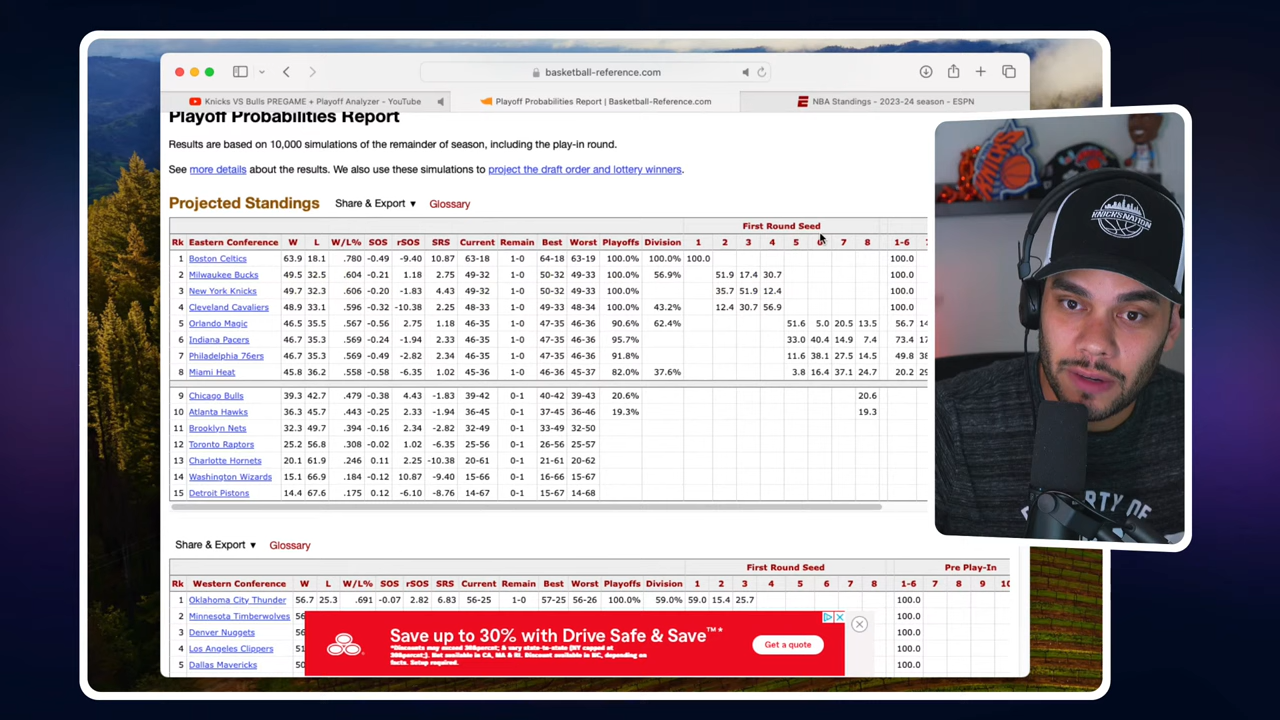 basketball-reference.com
Knicks VS Bulls PREGAME + Playoff Analyzer - YouTube
Playoff Probabilities Report | Basketball-Reference.com
NBA Standings - 2023-24 season - ESPN
Playoff Probabilities Report
Results are based on 10,000 simulations of the remainder of season, including the play-in round.
See more details about the results. We also use these simulations to project the draft order and lottery winners.
Projected Standings Share & Export ▼ Glossary
First Round Seed
Rk Eastern Conference W L W/L% SOS rSOS SRS Current Remain Best Worst Playoffs Division 1 2 3 4 5 6 7 8 1-6
1 Boston Celtics 63.9 18.1 .780 -0.49 -9.40 10.87 63-18 1-0 64-18 63-19 100.0% 100.0% 100.0 100.0
2 Milwaukee Bucks 49.5 32.5 .604 -0.21 1.18 2.75 49-32 1-0 50-32 49-33 100.0% 56.9% 51.9 17.4 30.7 100.0
3 New York Knicks 49.7 32.3 .606 -0.20 -1.83 4.43 49-32 1-0 50-32 49-33 100.0% 35.7 51.9 12.4 100.0
4 Cleveland Cavaliers 48.9 33.1 .596 -0.32 -10.38 2.25 48-33 1-0 49-33 48-34 100.0% 43.2% 12.4 30.7 56.9 100.0
5 Orlando Magic 46.5 35.5 .567 -0.56 2.75 1.18 46-35 1-0 47-35 46-36 90.6% 62.4% 51.6 5.0 20.5 13.5 56.7
6 Indiana Pacers 46.7 35.3 .569 -0.24 -1.94 2.33 46-35 1-0 47-35 46-36 95.7% 33.0 40.4 14.9 7.4 73.4
7 Philadelphia 76ers 46.7 35.3 .569 -0.49 -2.82 2.34 46-35 1-0 47-35 46-36 91.8% 11.6 38.1 27.5 14.5 49.8
8 Miami Heat 45.8 36.2 .558 -0.58 -6.35 1.02 45-36 1-0 46-36 45-37 82.0% 37.6% 3.8 16.4 37.1 24.7 20.2
9 Chicago Bulls 39.3 42.7 .479 -0.38 4.43 -1.83 39-42 0-1 40-42 39-43 20.6% 20.6
10 Atlanta Hawks 36.3 45.7 .443 -0.25 2.33 -1.94 36-45 0-1 37-45 36-46 19.3% 19.3
11 Brooklyn Nets 32.3 49.7 .394 -0.16 2.34 -2.82 32-49 0-1 33-49 32-50
12 Toronto Raptors 25.2 56.8 .308 -0.02 1.02 -6.35 25-56 0-1 26-56 25-57
13 Charlotte Hornets 20.1 61.9 .246 0.11 2.25 -10.38 20-61 0-1 21-61 20-62
14 Washington Wizards 15.1 66.9 .184 -0.12 10.87 -9.40 15-66 0-1 16-66 15-67
15 Detroit Pistons 14.4 67.6 .175 0.12 -6.10 -8.76 14-67 0-1 15-67 14-68
Share & Export ▼ Glossary
First Round Seed Pre Play-In
Rk Western Conference W L W/L% SOS rSOS SRS Current Remain Best Worst Playoffs Division 1 2 3 4 5 6 7 8 1-6 7 8 9 10
1 Oklahoma City Thunder 56.7 25.3 .691 -0.07 2.82 6.83 56-25 1-0 57-25 56-26 100.0% 59.0% 59.0 15.4 25.7 100.0
2 Minnesota Timberwolves 56 100.0
3 Denver Nuggets 56 100.0
4 Los Angeles Clippers 51 100.0
5 Dallas Mavericks 50 100.0
Save up to 30% with Drive Safe & Save™*
Get a quote
KNICKS
KNICKSNATION
PROPERTY OF